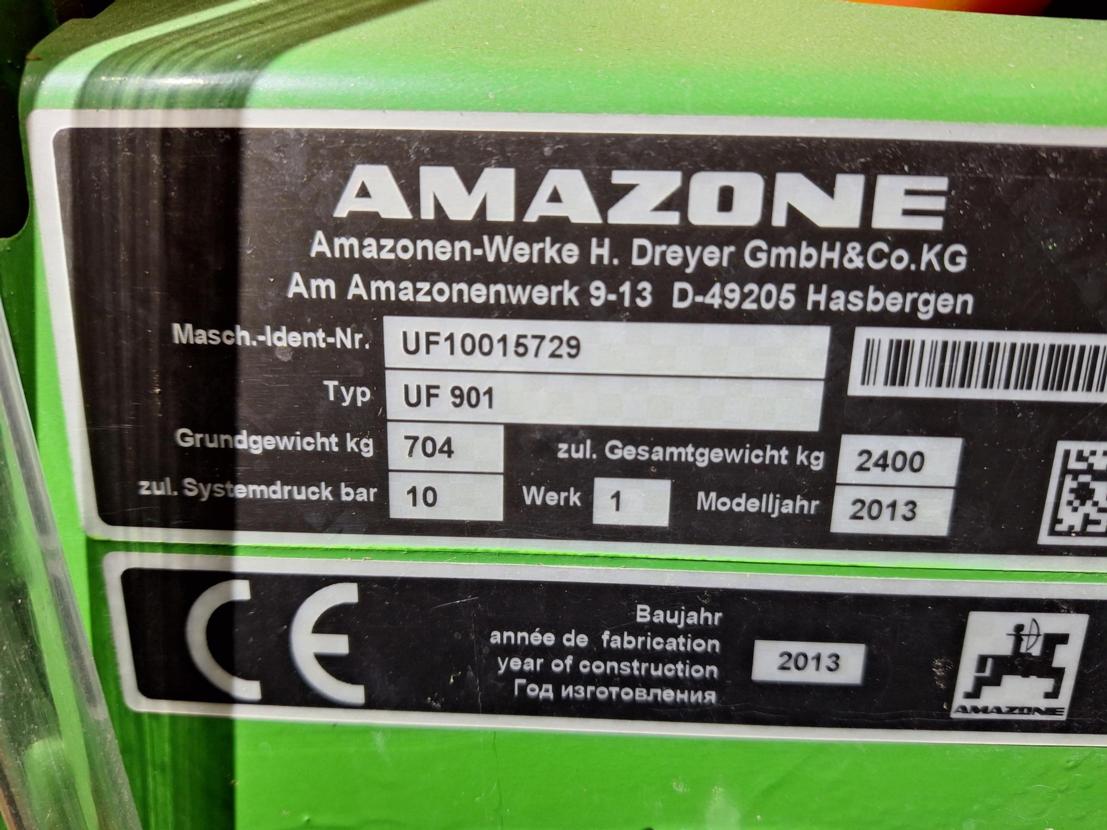 AMAZONE
Amazonen-Werke H. Dreyer GmbH&Co.KG
Am Amazonenwerk 9-13 D-49205 Hasbergen
Masch.-Ident-Nr. UF10015729
Typ UF 901
Grundgewicht kg 704 zul. Gesamtgewicht kg 2400
zul. Systemdruck bar 10 Werk 1 Modelljahr 2013
CE
Baujahr
année de fabrication
year of construction 2013
Год изготовления
AMAZONE